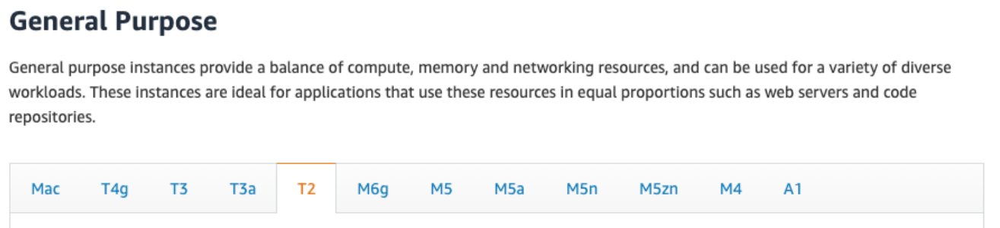 General Purpose
General purpose instances provide a balance of compute, memory and networking resources, and can be used for a variety of diverse
workloads. These instances are ideal for applications that use these resources in equal proportions such as web servers and code
repositories.
Mac T4g T3 T3a T2 M6g M5 M5a M5n M5zn M4 A1